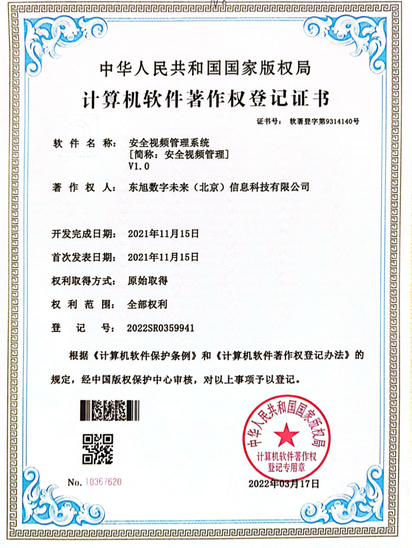 中华人民共和国国家版权局
计算机软件著作权登记证书
证书号： 软著登字第9314140号
软件名称： 安全视频管理系统
[简称：安全视频管理]
V1.0
著作权人： 东旭数字未来（北京）信息科技有限公司
开发完成日期： 2021年11月15日
首次发表日期： 2021年11月15日
权利取得方式： 原始取得
权利范围： 全部权利
登记号： 2022SR0359941
根据《计算机软件保护条例》和《计算机软件著作权登记办法》的
规定，经中国版权保护中心审核，对以上事项予以登记。
中华人民共和国国家版权局
计算机软件著作权
登记专用章
No. 10367620
2022年03月17日